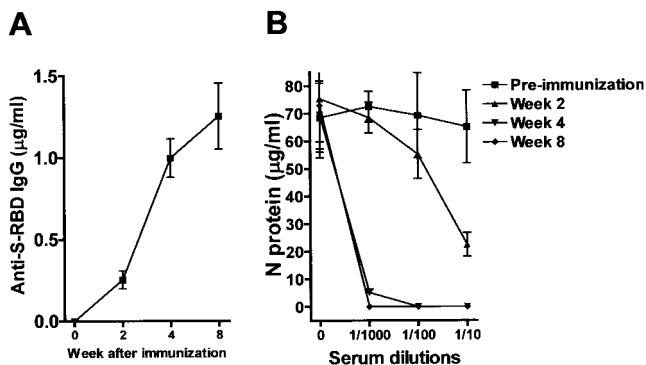 A
Anti-S-RBD IgG (μg/ml)
1.5
1.0
0.5
0.0
0 2 4 8
Week after immunization
B
N protein (μg/ml)
80
70
60
50
40
30
20
10
0
0 1/1000 1/100 1/10
Serum dilutions
Pre-immunization
Week 2
Week 4
Week 8